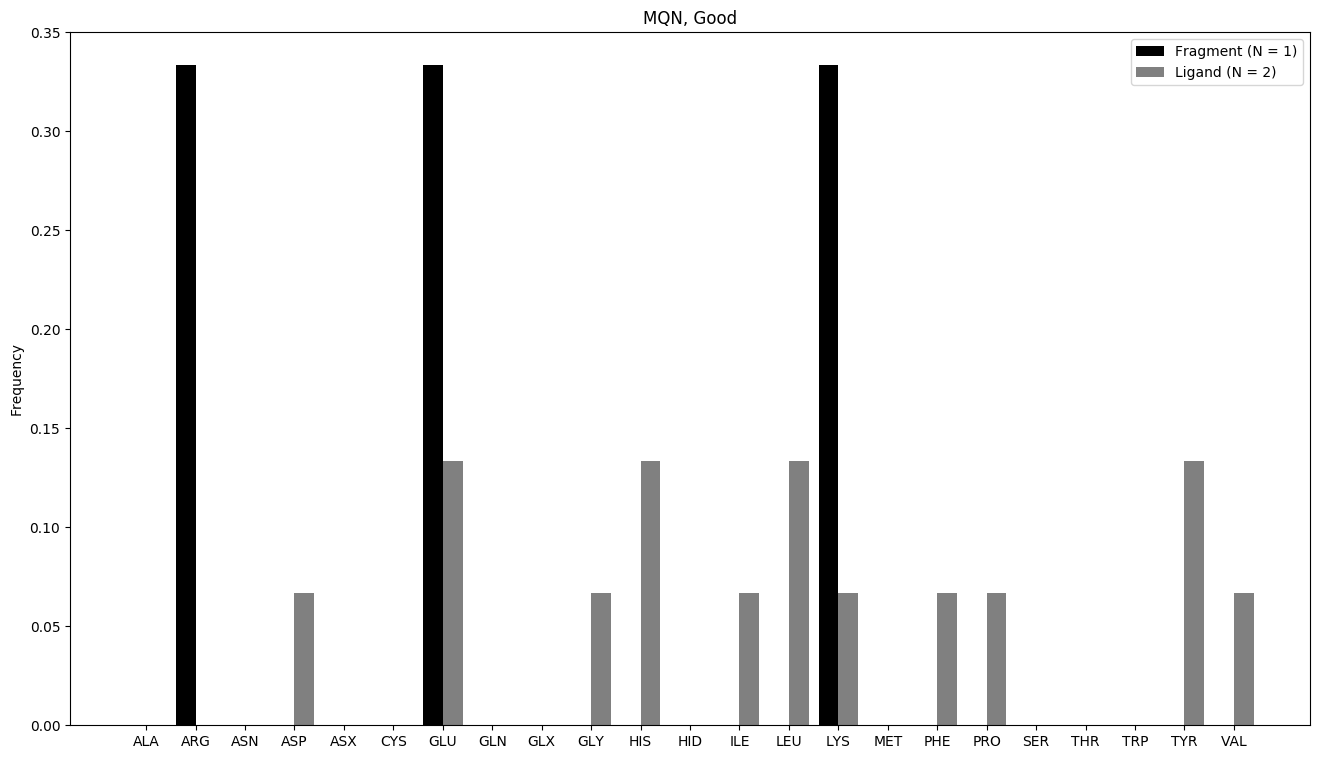 MQN, Good
Fragment (N = 1)
Ligand (N = 2)
Frequency
0.35
0.30
0.25
0.20
0.15
0.10
0.05
0.00
ALA ARG ASN ASP ASX CYS GLU GLN GLX GLY HIS HID ILE LEU LYS MET PHE PRO SER THR TRP TYR VAL